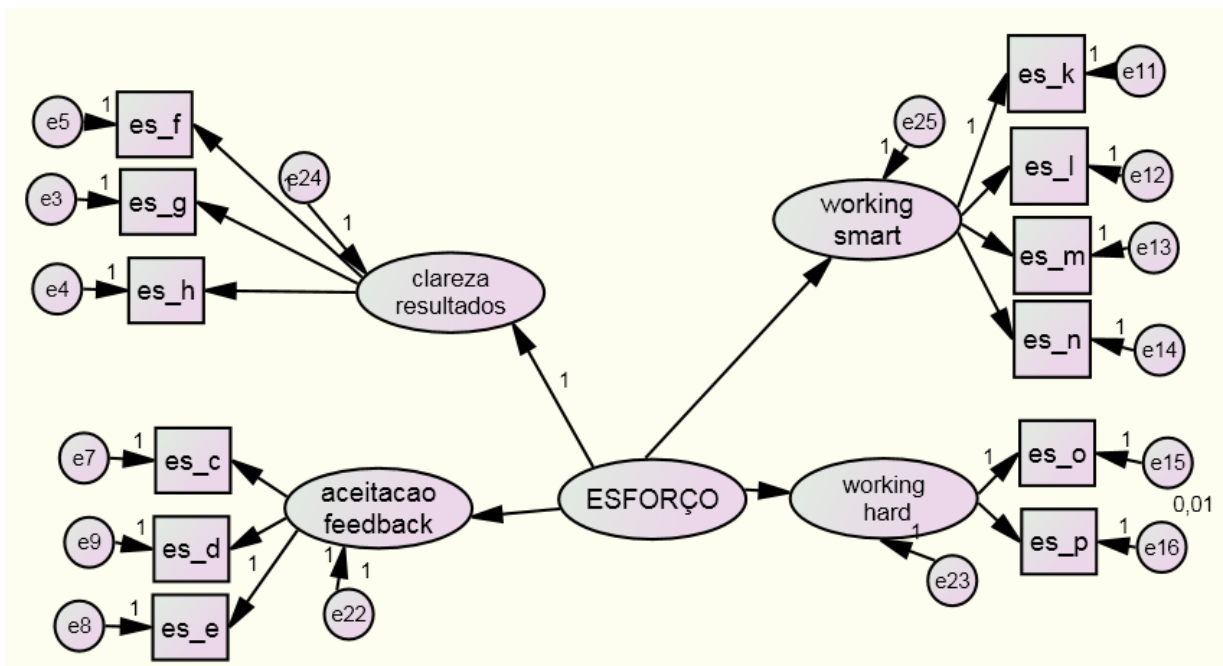 e5
1
es_f
e3
1
es_g
e4
1
es_h
e24
1
1
clareza
resultados
1
e25
1
working
smart
1
es_k
1
e11
es_l
1
e12
es_m
1
e13
es_n
1
e14
e7
1
es_c
e9
1
es_d
e8
1
es_e
1
aceitacao
feedback
1
1
e22
ESFORÇO
working
hard
1
e23
1
es_o
1
e15
0,01
es_p
1
e16